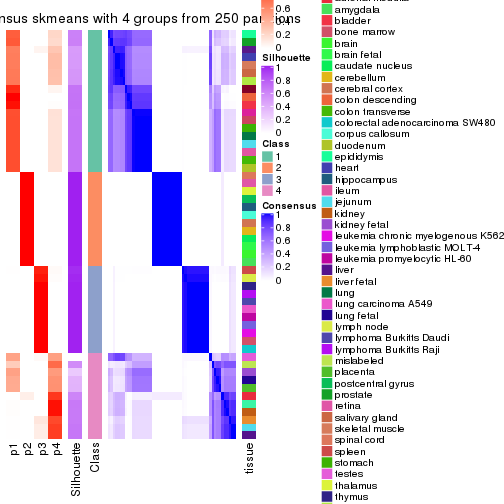 nsus skmeans with 4 groups from 250 partitions
0.6
0.4
0.2
0
Silhouette
1
0.8
0.6
0.4
0.2
0
Class
1
2
3
4
Consensus
1
0.8
0.6
0.4
0.2
0
p1
p2
p3
p4
Silhouette
Class
tissue
amygdala
bladder
bone marrow
brain
brain fetal
caudate nucleus
cerebellum
cerebral cortex
colon descending
colon transverse
colorectal adenocarcinoma SW480
corpus callosum
duodenum
epididymis
heart
hippocampus
ileum
jejunum
kidney
kidney fetal
leukemia chronic myelogenous K562
leukemia lymphoblastic MOLT-4
leukemia promyelocytic HL-60
liver
liver fetal
lung
lung carcinoma A549
lung fetal
lymph node
lymphoma Burkitts Daudi
lymphoma Burkitts Raji
mislabeled
placenta
postcentral gyrus
prostate
retina
salivary gland
skeletal muscle
spinal cord
spleen
stomach
testes
thalamus
thymus